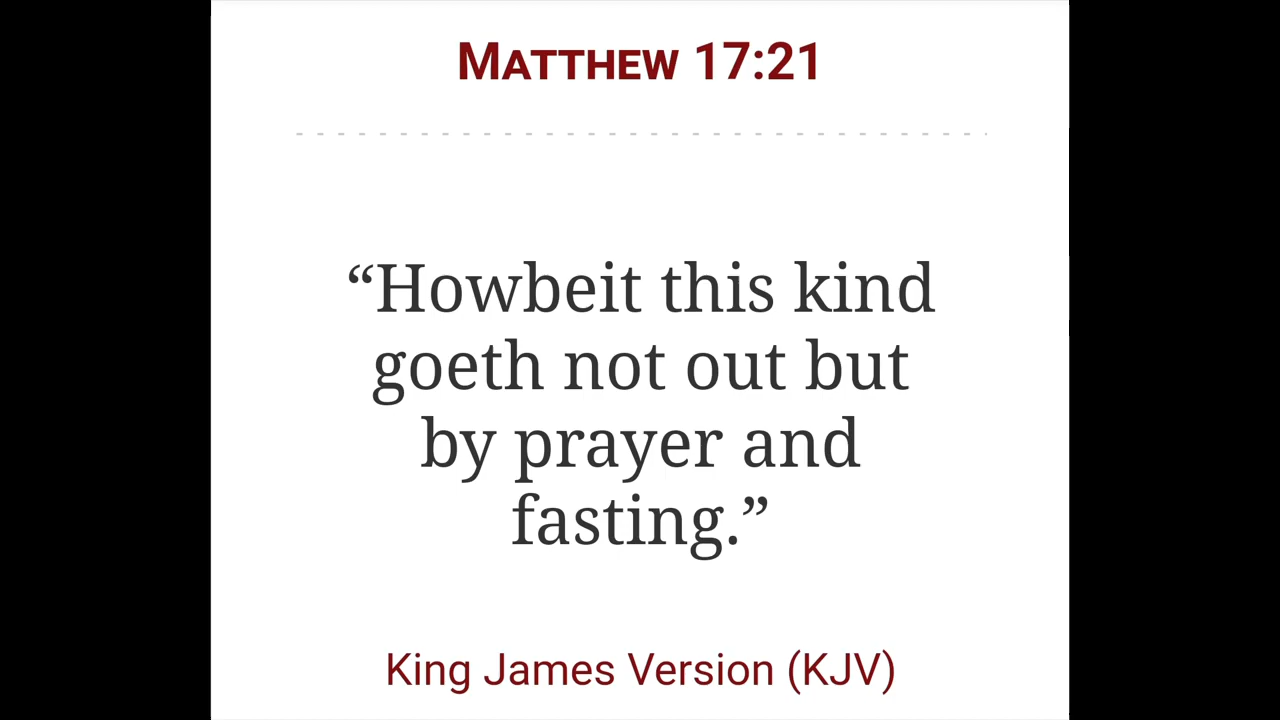 MATTHEW 17:21
“Howbeit this kind
goeth not out but
by prayer and
fasting.”
King James Version (KJV)